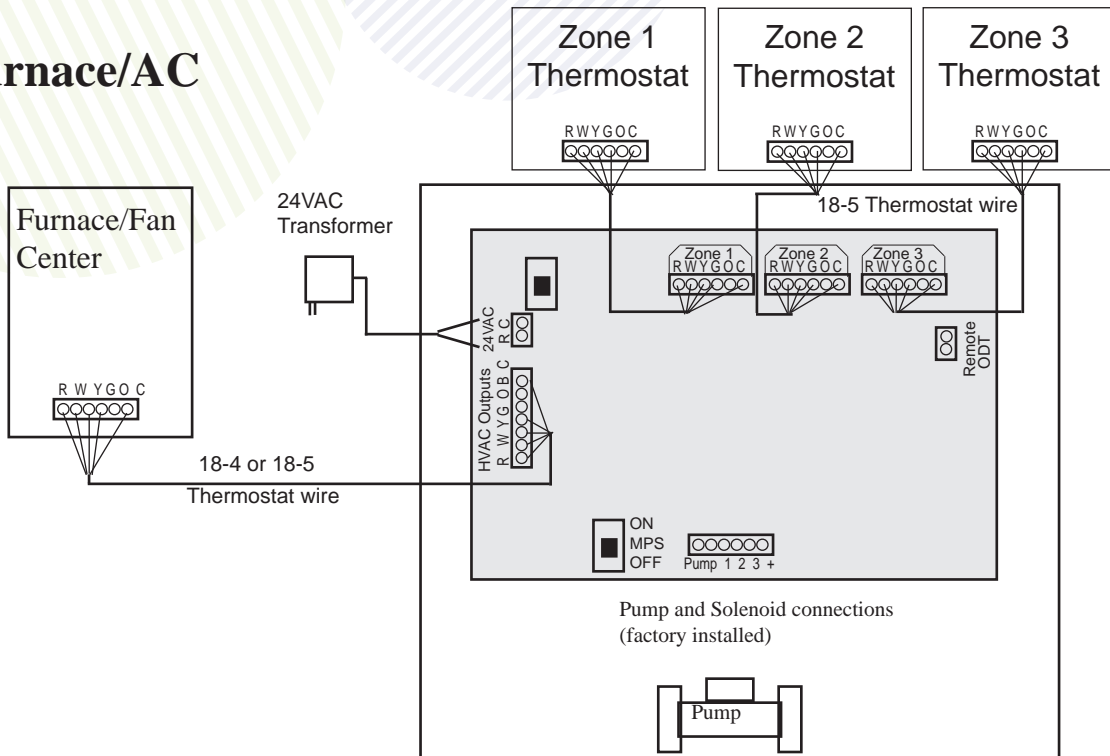 rnace/AC
Zone 1
Thermostat
Zone 2
Thermostat
Zone 3
Thermostat
RWYGOC
RWYGOC
RWYGOC
Furnace/Fan
Center
24VAC
Transformer
18-5 Thermostat wire
Zone 1
RWYGOC
Zone 2
RWYGOC
Zone 3
RWYGOC
24VAC
R C
Remote
ODT
HVAC Outputs
R W Y G O B C
R W Y G O C
18-4 or 18-5
Thermostat wire
ON
MPS
OFF
Pump 1 2 3 +
Pump and Solenoid connections
(factory installed)
Pump